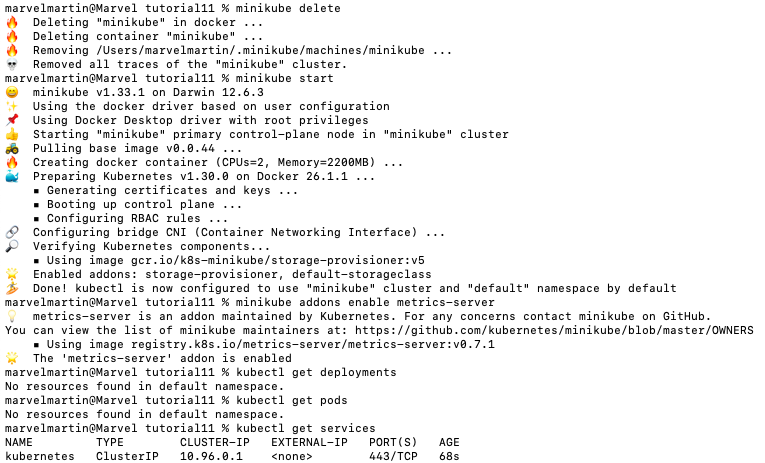 marvelmartin@Marvel tutorial11 % minikube delete
🔥  Deleting "minikube" in docker ...
🔥  Deleting container "minikube" ...
🔥  Removing /Users/marvelmartin/.minikube/machines/minikube ...
💀  Removed all traces of the "minikube" cluster.
marvelmartin@Marvel tutorial11 % minikube start
😄  minikube v1.33.1 on Darwin 12.6.3
✨  Using the docker driver based on user configuration
📌  Using Docker Desktop driver with root privileges
👍  Starting "minikube" primary control-plane node in "minikube" cluster
🚜  Pulling base image v0.0.44 ...
🔥  Creating docker container (CPUs=2, Memory=2200MB) ...
🐳  Preparing Kubernetes v1.30.0 on Docker 26.1.1 ...
    ▪ Generating certificates and keys ...
    ▪ Booting up control plane ...
    ▪ Configuring RBAC rules ...
🔗  Configuring bridge CNI (Container Networking Interface) ...
🔎  Verifying Kubernetes components...
    ▪ Using image gcr.io/k8s-minikube/storage-provisioner:v5
🌟  Enabled addons: storage-provisioner, default-storageclass
🏄  Done! kubectl is now configured to use "minikube" cluster and "default" namespace by default
marvelmartin@Marvel tutorial11 % minikube addons enable metrics-server
💡  metrics-server is an addon maintained by Kubernetes. For any concerns contact minikube on GitHub.
You can view the list of minikube maintainers at: https://github.com/kubernetes/minikube/blob/master/OWNERS
    ▪ Using image registry.k8s.io/metrics-server/metrics-server:v0.7.1
🌟  The 'metrics-server' addon is enabled
marvelmartin@Marvel tutorial11 % kubectl get deployments
No resources found in default namespace.
marvelmartin@Marvel tutorial11 % kubectl get pods
No resources found in default namespace.
marvelmartin@Marvel tutorial11 % kubectl get services
NAME         TYPE        CLUSTER-IP   EXTERNAL-IP   PORT(S)   AGE
kubernetes   ClusterIP   10.96.0.1    <none>        443/TCP   68s